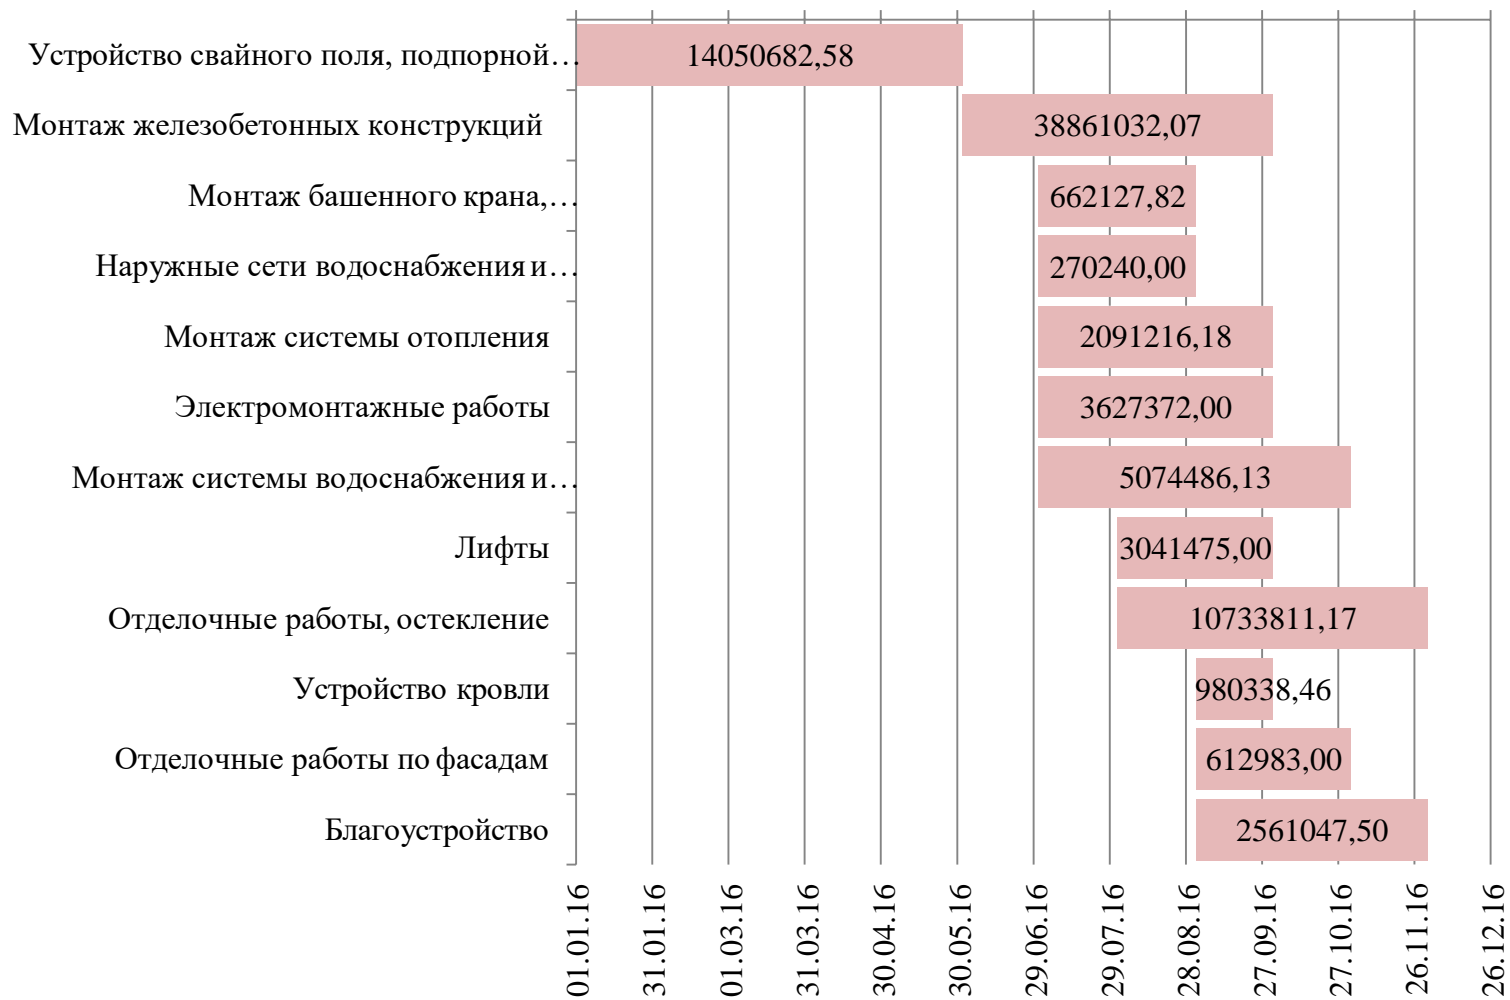 Устройство свайного поля, подпорной… 14050682,58
Монтаж железобетонных конструкций 38861032,07
Монтаж башенного крана,… 662127,82
Наружные сети водоснабжения и… 270240,00
Монтаж системы отопления 2091216,18
Электромонтажные работы 3627372,00
Монтаж системы водоснабжения и… 5074486,13
Лифты 3041475,00
Отделочные работы, остекление 10733811,17
Устройство кровли 980338,46
Отделочные работы по фасадам 612983,00
Благоустройство 2561047,50
01.01.16
31.01.16
01.03.16
31.03.16
30.04.16
30.05.16
29.06.16
29.07.16
28.08.16
27.09.16
27.10.16
26.11.16
26.12.16